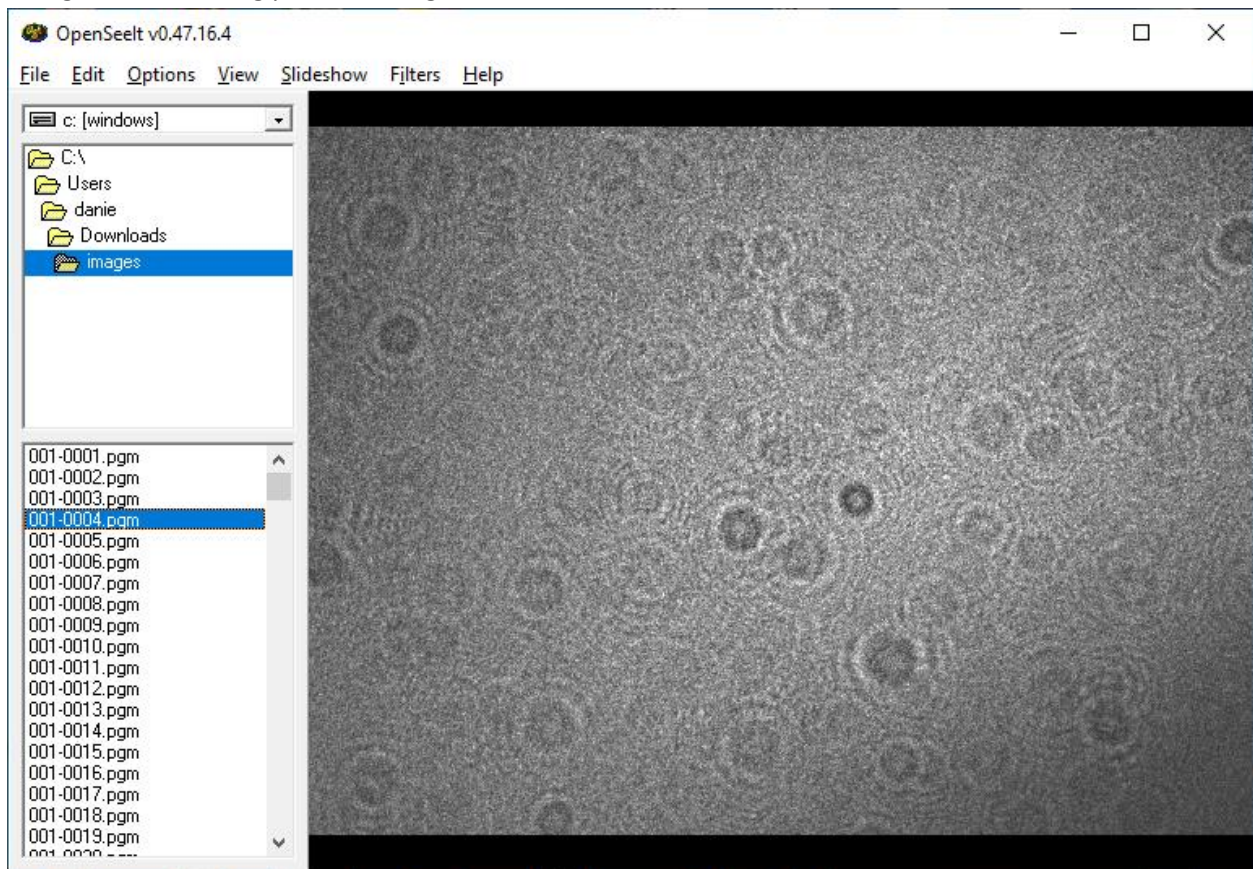 OpenSeeIt v0.47.16.4
File Edit Options View Slideshow Filters Help
c: [windows]
C:\
Users
danie
Downloads
images
001-0001.pgm
001-0002.pgm
001-0003.pgm
001-0004.pgm
001-0005.pgm
001-0006.pgm
001-0007.pgm
001-0008.pgm
001-0009.pgm
001-0010.pgm
001-0011.pgm
001-0012.pgm
001-0013.pgm
001-0014.pgm
001-0015.pgm
001-0016.pgm
001-0017.pgm
001-0018.pgm
001-0019.pgm